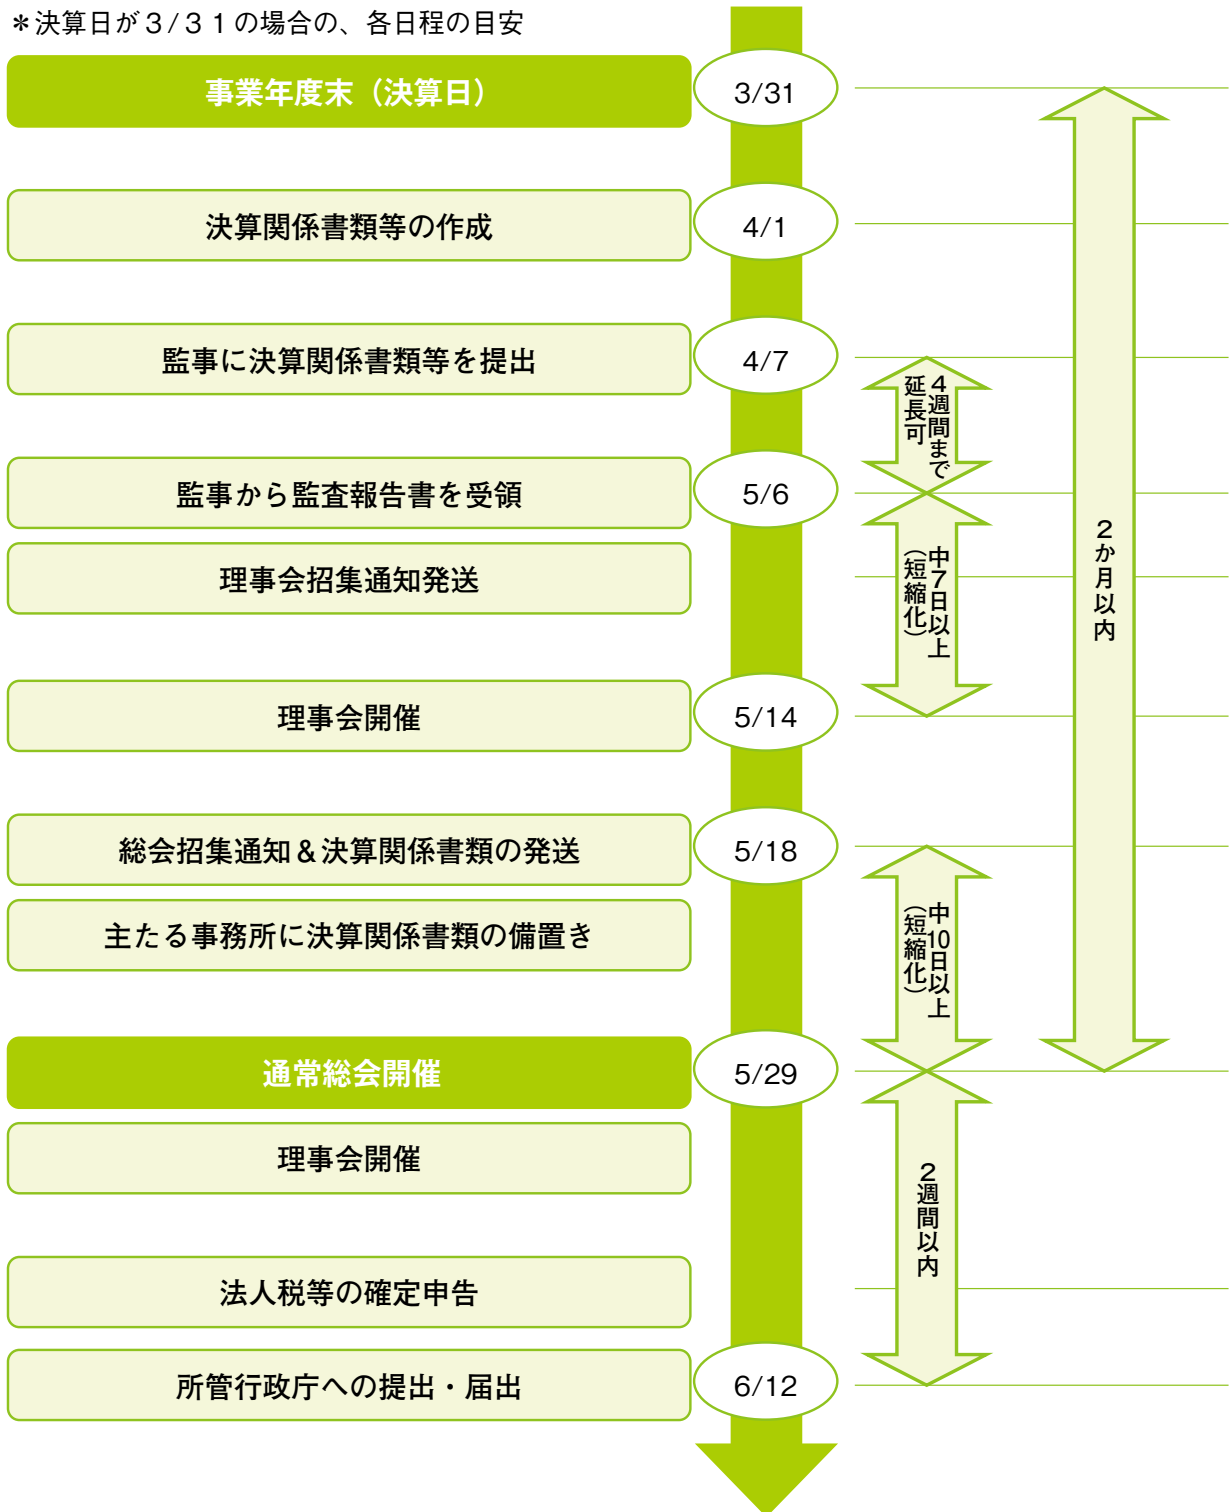 ＊決算日が３/３１の場合の、各日程の目安
事業年度末（決算日）
3/31
決算関係書類等の作成
4/1
監事に決算関係書類等を提出
4/7
４週間まで
延長可
監事から監査報告書を受領
5/6
理事会招集通知発送
中７日以上
（短縮化）
２か月以内
理事会開催
5/14
総会招集通知＆決算関係書類の発送
5/18
主たる事務所に決算関係書類の備置き
中10日以上
（短縮化）
通常総会開催
5/29
理事会開催
２週間以内
法人税等の確定申告
所管行政庁への提出・届出
6/12